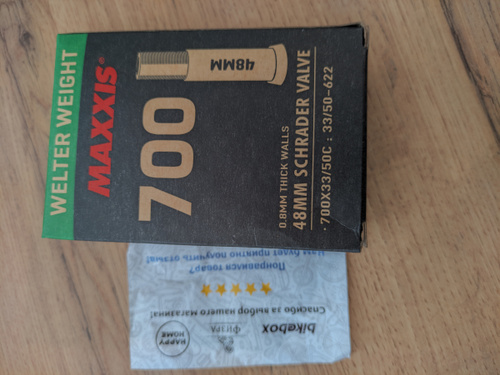 WELTER WEIGHT
MAXXIS®
700
48MM
0.8MM THICK WALLS
48MM SCHRADER VALVE
· 700X33/50C : 33/50-622
bikebox
HAPPY HOME
Спасибо за выбор нашего магазина!
Понравился товар?
Нам будет приятно получить отзыв!